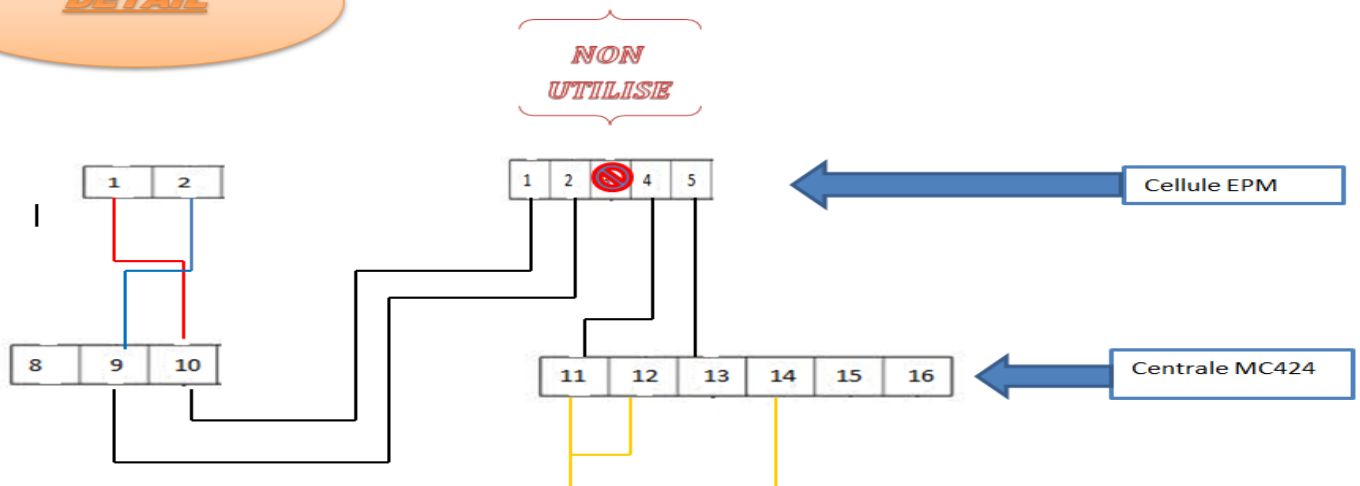 DETAIL
NON
UTILISE
1 2
1 2 4 5
Cellule EPM
8 9 10
11 12 13 14 15 16
Centrale MC424